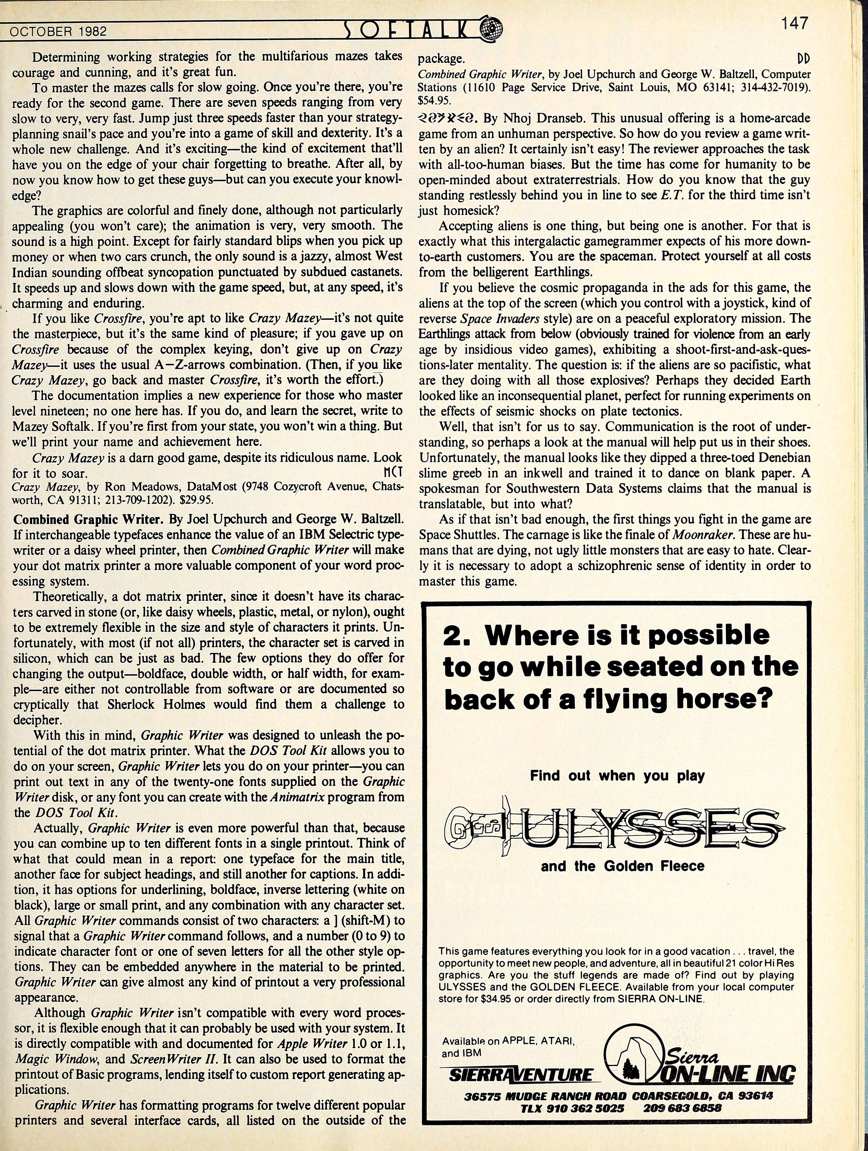 OCTOBER 1982
SOFTALK
147
Determining working strategies for the multifarious mazes takes
courage and cunning, and it's great fun.
To master the mazes calls for slow going. Once you're there, you're
ready for the second game. There are seven speeds ranging from very
slow to very, very fast. Jump just three speeds faster than your strategy-
planning snail's pace and you're into a game of skill and dexterity. It's a
whole new challenge. And it's exciting—the kind of excitement that'll
have you on the edge of your chair forgetting to breathe. After all, by
now you know how to get these guys—but can you execute your knowl-
edge?
The graphics are colorful and finely done, although not particularly
appealing (you won't care); the animation is very, very smooth. The
sound is a high point. Except for fairly standard blips when you pick up
money or when two cars crunch, the only sound is a jazzy, almost West
Indian sounding offbeat syncopation punctuated by subdued castanets.
It speeds up and slows down with the game speed, but, at any speed, it's
charming and enduring.
If you like Crossfire, you're apt to like Crazy Mazey—it's not quite
the masterpiece, but it's the same kind of pleasure; if you gave up on
Crossfire because of the complex keying, don't give up on Crazy
Mazey—it uses the usual A–Z-arrows combination. (Then, if you like
Crazy Mazey, go back and master Crossfire, it's worth the effort.)
The documentation implies a new experience for those who master
level nineteen; no one here has. If you do, and learn the secret, write to
Mazey Softalk. If you're first from your state, you won't win a thing. But
we'll print your name and achievement here.
Crazy Mazey is a darn good game, despite its ridiculous name. Look
for it to soar. MCT
Crazy Mazey, by Ron Meadows, DataMost (9748 Cozycroft Avenue, Chats-
worth, CA 91311; 213-709-1202). $29.95.
Combined Graphic Writer. By Joel Upchurch and George W. Baltzell.
If interchangeable typefaces enhance the value of an IBM Selectric type-
writer or a daisy wheel printer, then Combined Graphic Writer will make
your dot matrix printer a more valuable component of your word proc-
essing system.
Theoretically, a dot matrix printer, since it doesn't have its charac-
ters carved in stone (or, like daisy wheels, plastic, metal, or nylon), ought
to be extremely flexible in the size and style of characters it prints. Un-
fortunately, with most (if not all) printers, the character set is carved in
silicon, which can be just as bad. The few options they do offer for
changing the output—boldface, double width, or half width, for exam-
ple—are either not controllable from software or are documented so
cryptically that Sherlock Holmes would find them a challenge to
decipher.
With this in mind, Graphic Writer was designed to unleash the po-
tential of the dot matrix printer. What the DOS Tool Kit allows you to
do on your screen, Graphic Writer lets you do on your printer—you can
print out text in any of the twenty-one fonts supplied on the Graphic
Writer disk, or any font you can create with the Animatrix program from
the DOS Tool Kit.
Actually, Graphic Writer is even more powerful than that, because
you can combine up to ten different fonts in a single printout. Think of
what that could mean in a report: one typeface for the main title,
another face for subject headings, and still another for captions. In addi-
tion, it has options for underlining, boldface, inverse lettering (white on
black), large or small print, and any combination with any character set.
All Graphic Writer commands consist of two characters: a ] (shift-M) to
signal that a Graphic Writer command follows, and a number (0 to 9) to
indicate character font or one of seven letters for all the other style op-
tions. They can be embedded anywhere in the material to be printed.
Graphic Writer can give almost any kind of printout a very professional
appearance.
Although Graphic Writer isn't compatible with every word proces-
sor, it is flexible enough that it can probably be used with your system. It
is directly compatible with and documented for Apple Writer 1.0 or 1.1,
Magic Window, and ScreenWriter II. It can also be used to format the
printout of Basic programs, lending itself to custom report generating ap-
plications.
Graphic Writer has formatting programs for twelve different popular
printers and several interface cards, all listed on the outside of the
package. DD
Combined Graphic Writer, by Joel Upchurch and George W. Baltzell, Computer
Stations (11610 Page Service Drive, Saint Louis, MO 63141; 314-432-7019).
$54.95.
By Nhoj Dranseb. This unusual offering is a home-arcade
game from an unhuman perspective. So how do you review a game writ-
ten by an alien? It certainly isn't easy! The reviewer approaches the task
with all-too-human biases. But the time has come for humanity to be
open-minded about extraterrestrials. How do you know that the guy
standing restlessly behind you in line to see E.T. for the third time isn't
just homesick?
Accepting aliens is one thing, but being one is another. For that is
exactly what this intergalactic gamegrammer expects of his more down-
to-earth customers. You are the spaceman. Protect yourself at all costs
from the belligerent Earthlings.
If you believe the cosmic propaganda in the ads for this game, the
aliens at the top of the screen (which you control with a joystick, kind of
reverse Space Invaders style) are on a peaceful exploratory mission. The
Earthlings attack from below (obviously trained for violence from an early
age by insidious video games), exhibiting a shoot-first-and-ask-ques-
tions-later mentality. The question is: if the aliens are so pacifistic, what
are they doing with all those explosives? Perhaps they decided Earth
looked like an inconsequential planet, perfect for running experiments on
the effects of seismic shocks on plate tectonics.
Well, that isn't for us to say. Communication is the root of under-
standing, so perhaps a look at the manual will help put us in their shoes.
Unfortunately, the manual looks like they dipped a three-toed Denebian
slime greeb in an inkwell and trained it to dance on blank paper. A
spokesman for Southwestern Data Systems claims that the manual is
translatable, but into what?
As if that isn't bad enough, the first things you fight in the game are
Space Shuttles. The carnage is like the finale of Moonraker. These are hu-
mans that are dying, not ugly little monsters that are easy to hate. Clear-
ly it is necessary to adopt a schizophrenic sense of identity in order to
master this game.
2. Where is it possible
to go while seated on the
back of a flying horse?
Find out when you play
ULYSSES
and the Golden Fleece
This game features everything you look for in a good vacation . . . travel, the
opportunity to meet new people, and adventure, all in beautiful 21 color Hi Res
graphics. Are you the stuff legends are made of? Find out by playing
ULYSSES and the GOLDEN FLEECE. Available from your local computer
store for $34.95 or order directly from SIERRA ON-LINE.
Available on APPLE, ATARI,
and IBM
SIERRAVENTURE
Sierra
ON-LINE INC
36575 MUDGE RANCH ROAD COARSEGOLD, CA 93614
TLX 910 362 5025 209 683 6858